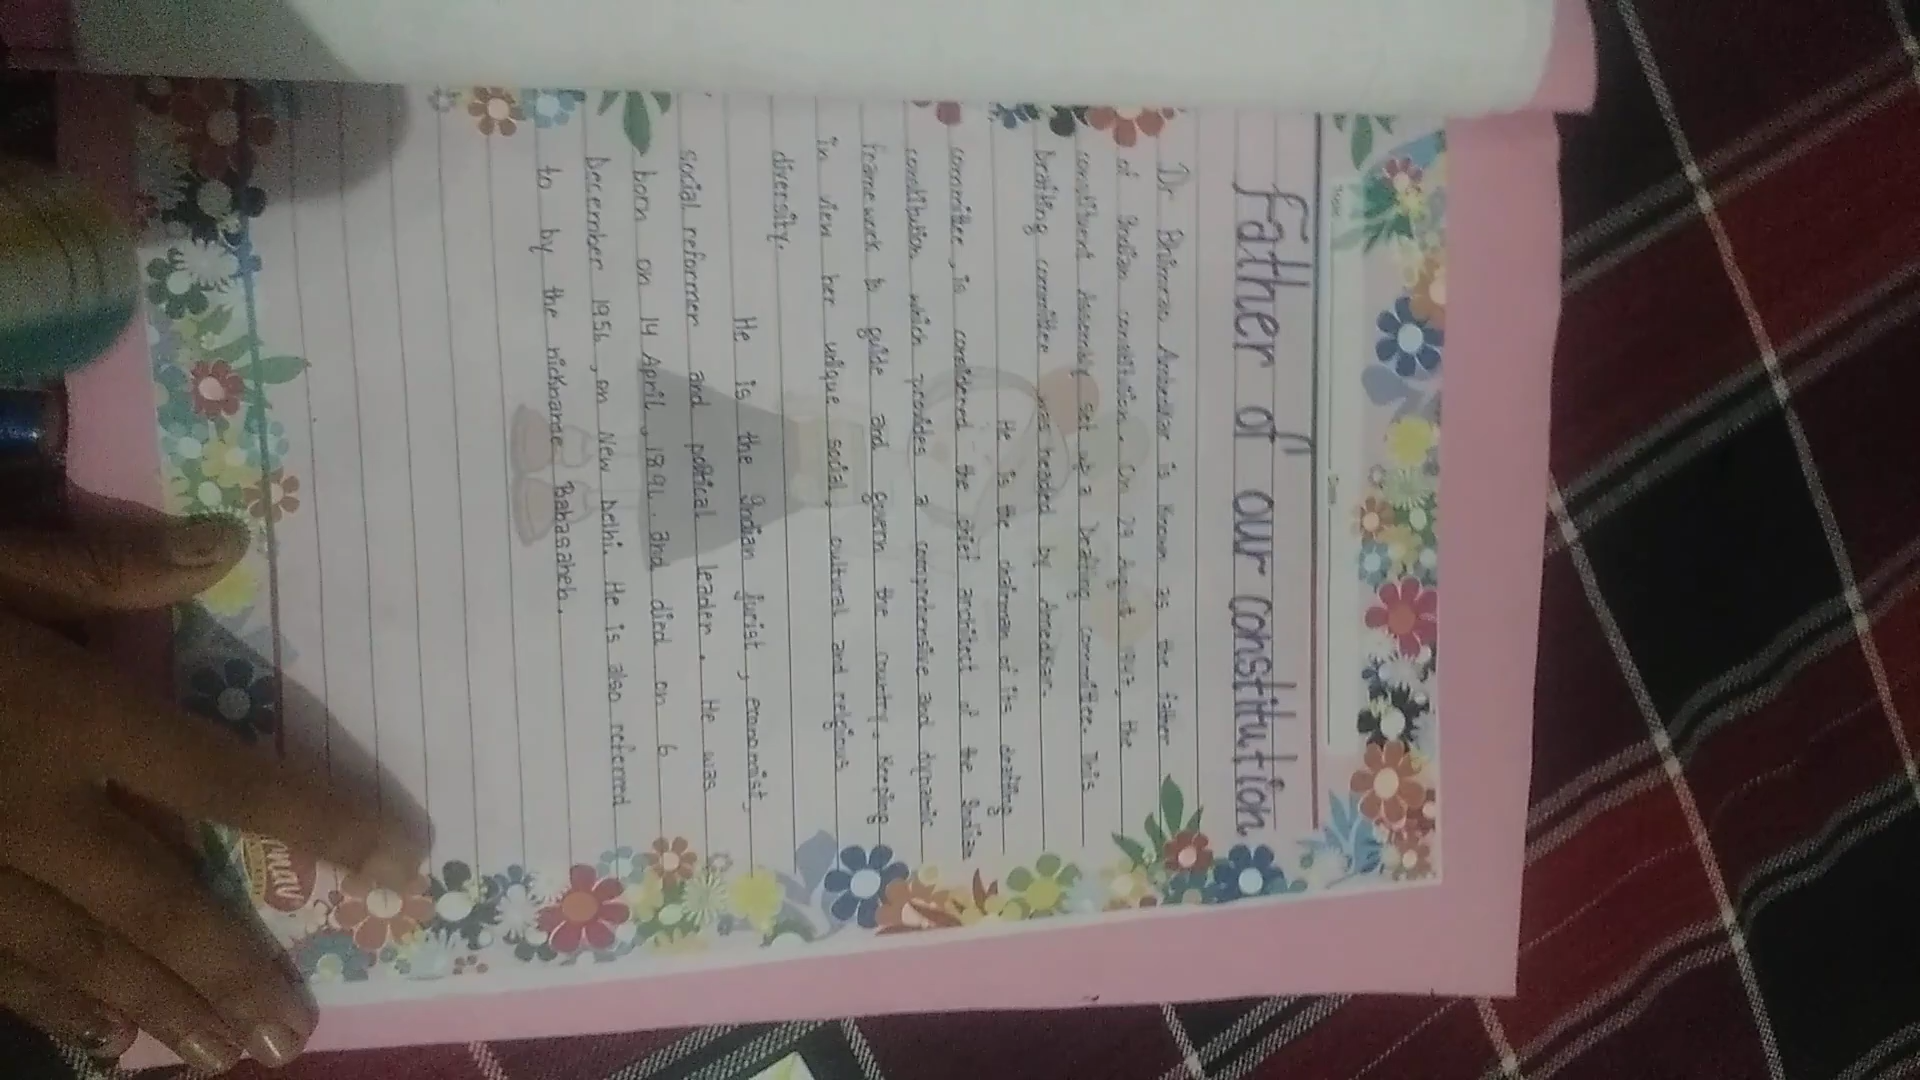 Father of our constitution
Dr Bhimrao Ambedkar is known as the father
of Indian constitution. On 29 August 1947, the
constituent Assembly set up a Drafting committee. This
Drafting committee was headed by Ambedkar.
He is the chairman of its drafting
committee, is considered the chief architect of the Indian
constitution which provides a comprehensive and dynamic
framework to guide and govern the country, keeping
in view her unique social, cultural and religious
diversity.
He is the Indian jurist, economist,
social reformer and political leader. He was
born on 14 April, 1891. and died on 6
December 1956, on New Delhi. He is also referred
to by the nickname Babasaheb.